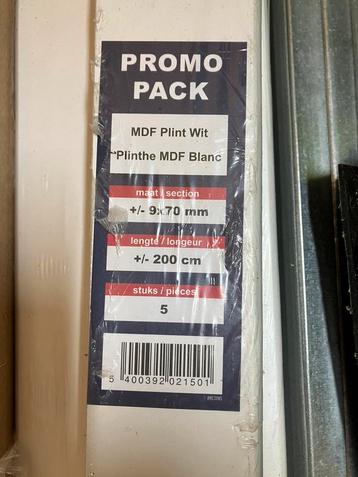 PROMO
PACK
MDF Plint Wit
Plinthe MDF Blanc
maat / section
+/- 9x70 mm
lengte / longeur
+/- 200 cm
stuks / pièces
5
5 400392 021501